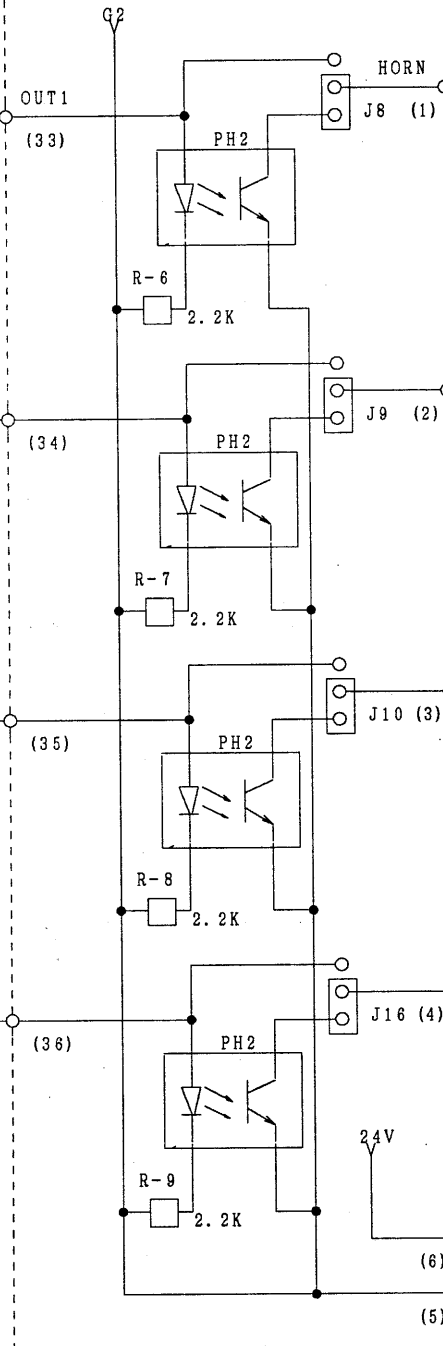 G2
OUT1
HORN
J8 (1)
(33)
PH2
R-6
2.2K
J9 (2)
(34)
PH2
R-7
2.2K
J10 (3)
(35)
PH2
R-8
2.2K
J16 (4)
(36)
PH2
24V
R-9
2.2K
(6)
(5)